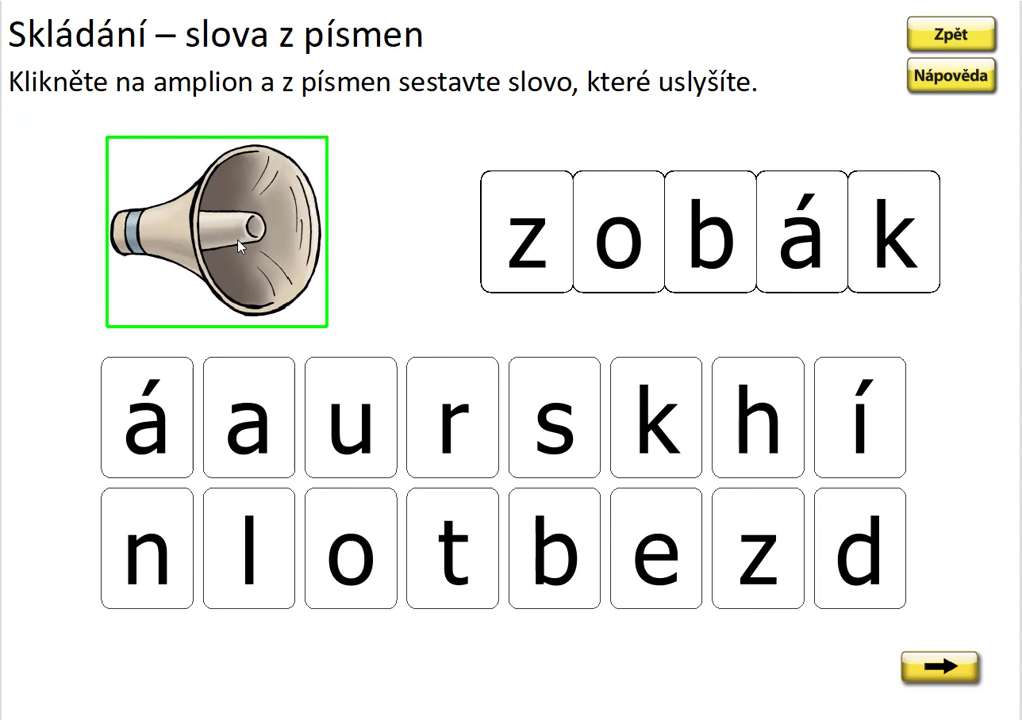 Skládání – slova z písmen
Zpět
Klikněte na amplion a z písmen sestavte slovo, které uslyšíte.
Nápověda
z o b á k
á a u r s k h í
n l o t b e z d